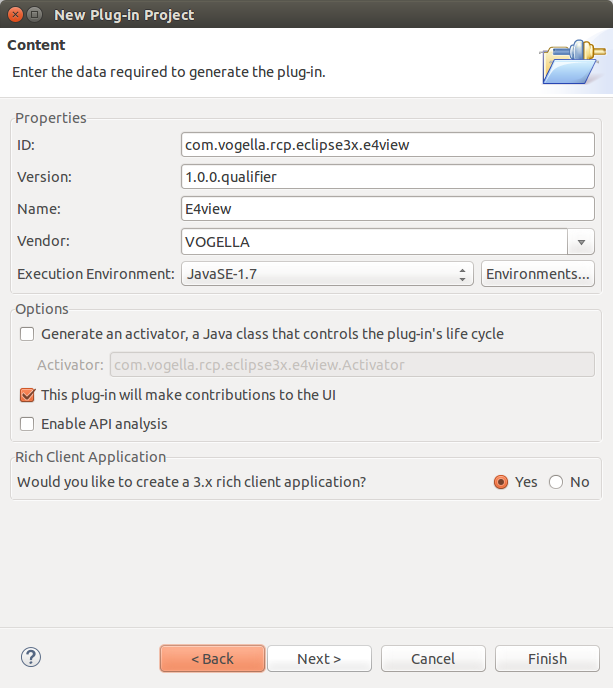 New Plug-in Project
Content
Enter the data required to generate the plug-in.
Properties
ID: com.vogella.rcp.eclipse3x.e4view
Version: 1.0.0.qualifier
Name: E4view
Vendor: VOGELLA
Execution Environment: JavaSE-1.7 Environments...
Options
Generate an activator, a Java class that controls the plug-in's life cycle
Activator: com.vogella.rcp.eclipse3x.e4view.Activator
This plug-in will make contributions to the UI
Enable API analysis
Rich Client Application
Would you like to create a 3.x rich client application? Yes No
? < Back Next > Cancel Finish